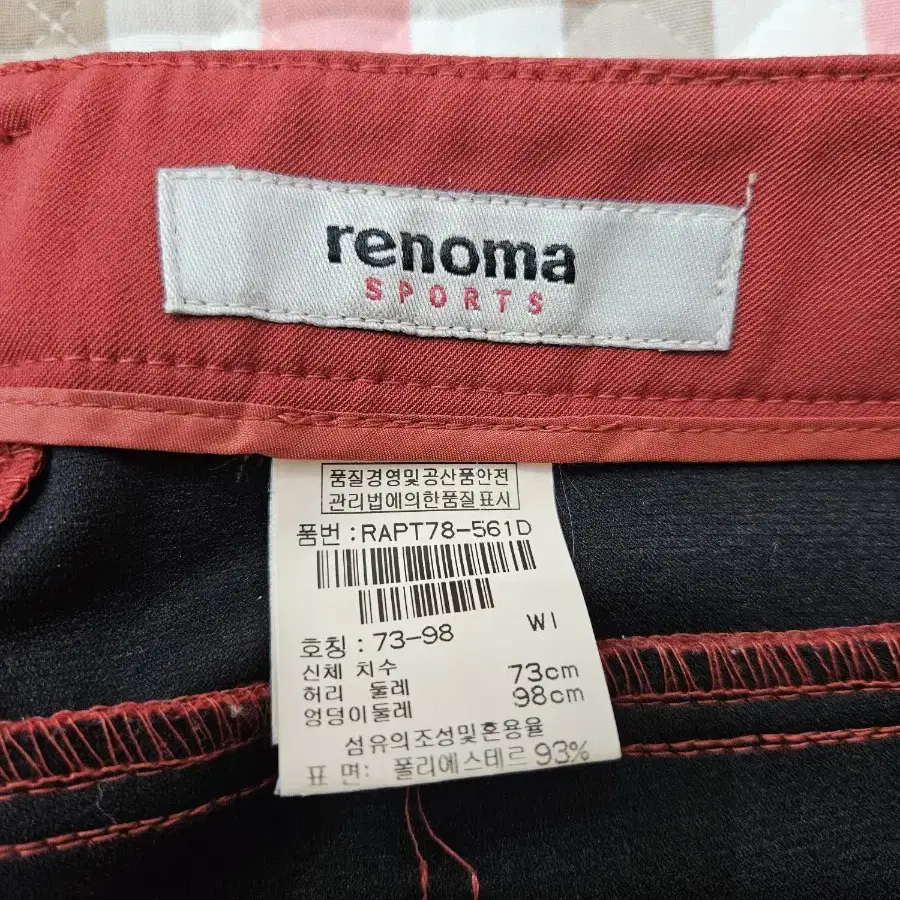 renoma
SPORTS
품질경영및공산품안전
관리법에의한품질표시
품번 : RAPT78-561D
호칭 : 73-98 WI
신체 치수
허리 둘레 73cm
엉덩이둘레 98cm
섬유의조성및혼용율
표 면: 폴리에스테르 93%